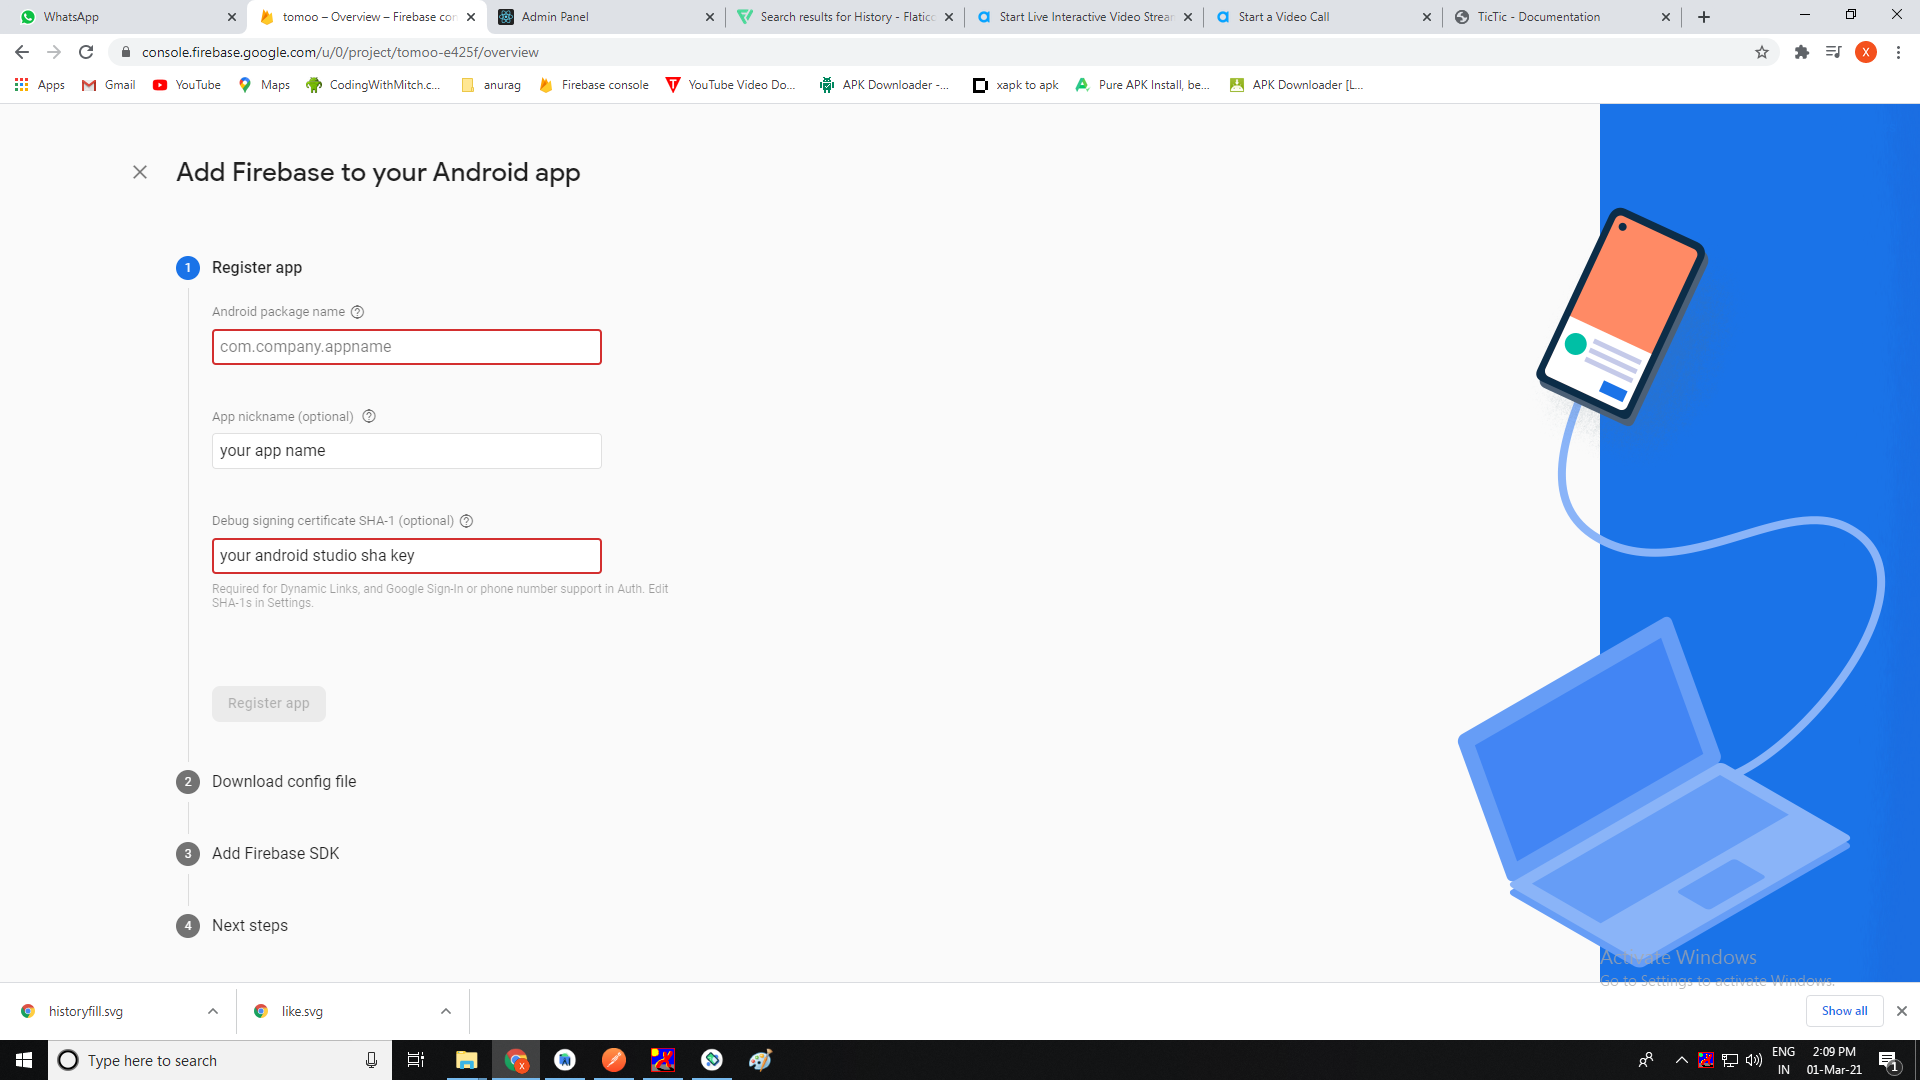 WhatsApp
tomoo – Overview – Firebase con
Admin Panel
Search results for History - Flatico
Start Live Interactive Video Strear
Start a Video Call
TicTic - Documentation
console.firebase.google.com/u/0/project/tomoo-e425f/overview
X
Apps
Gmail
YouTube
Maps
CodingWithMitch.c...
anurag
Firebase console
YouTube Video Do...
APK Downloader -...
xapk to apk
Pure APK Install, be...
APK Downloader [L...
Add Firebase to your Android app
1 Register app
Android package name
com.company.appname
App nickname (optional)
your app name
Debug signing certificate SHA-1 (optional)
your android studio sha key
Required for Dynamic Links, and Google Sign-In or phone number support in Auth. Edit
SHA-1s in Settings.
Register app
2 Download config file
3 Add Firebase SDK
4 Next steps
Activate Windows
Go to Settings to activate Windows.
historyfill.svg
like.svg
Show all
Type here to search
ENG
IN
2:09 PM
01-Mar-21
1